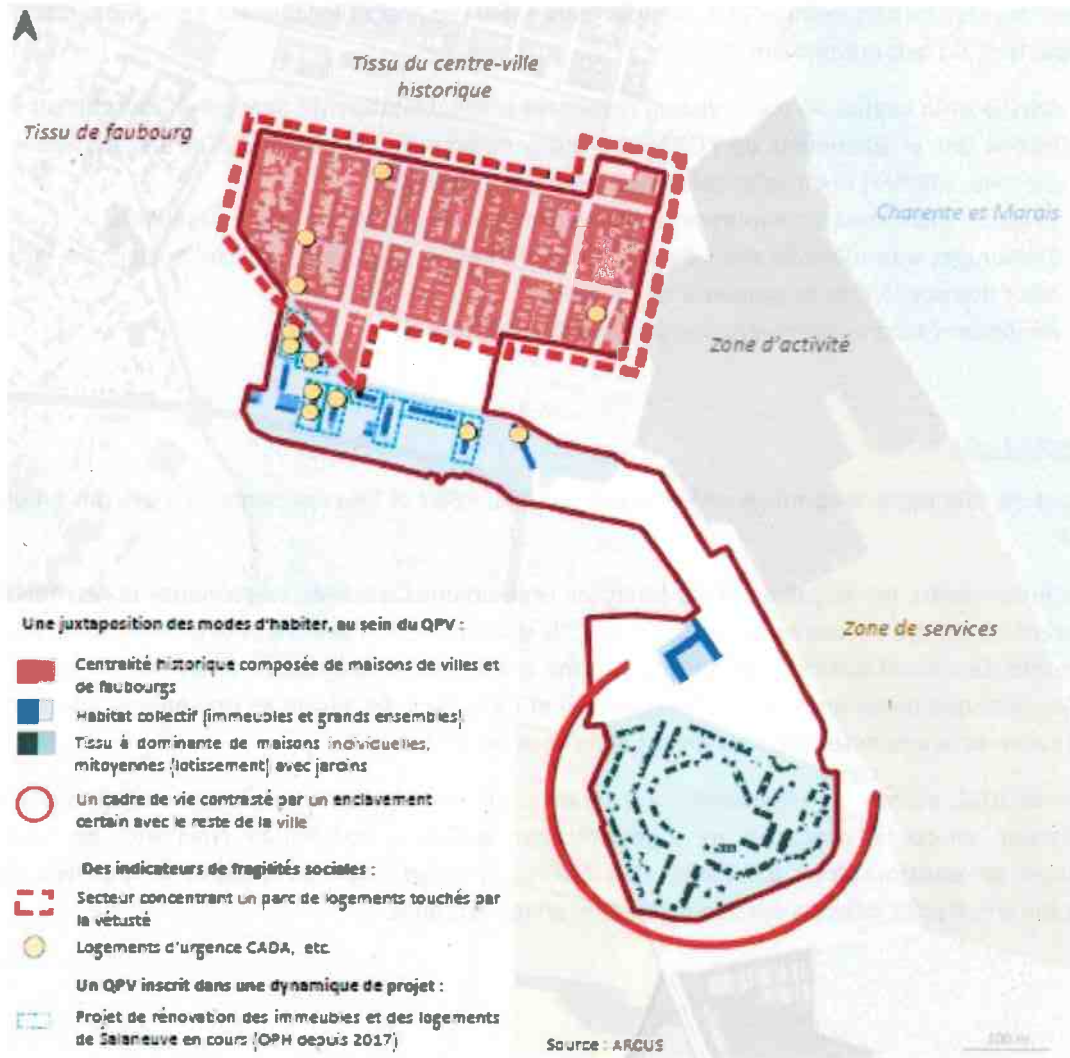 Tissu du centre-ville
historique
Tissu de faubourg
Charente et Marais
Zone d'activité
Zone de services
Une juxtaposition des modes d'habiter, au sein du QPV :
Centralité historique composée de maisons de villes et
de faubourgs
Habitat collectif (immeubles et grands ensembles)
Tissu à dominante de maisons individuelles,
mitoyennes (lotissement) avec jardins
Un cadre de vie contrasté par un enclavement
certain avec le reste de la ville
Des indicateurs de fragilités sociales :
Secteur concentrant un parc de logements touchés par
la vétusté
Logements d'urgence CADA, etc.
Un QPV inscrit dans une dynamique de projet :
Projet de rénovation des immeubles et des logements
de Salaneuve en cours (OPH depuis 2017)
Source : ARGUS